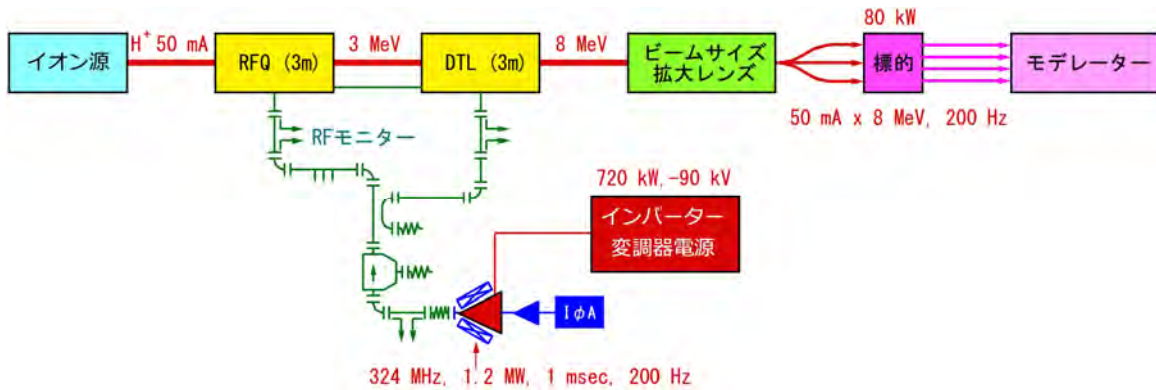 H⁺ 50 mA
3 MeV
8 MeV
80 kW
イオン源
RFQ (3m)
DTL (3m)
ビームサイズ
拡大レンズ
標的
モデレーター
50 mA x 8 MeV, 200 Hz
RFモニター
720 kW,-90 kV
インバーター
変調器電源
IφA
324 MHz, 1.2 MW, 1 msec, 200 Hz